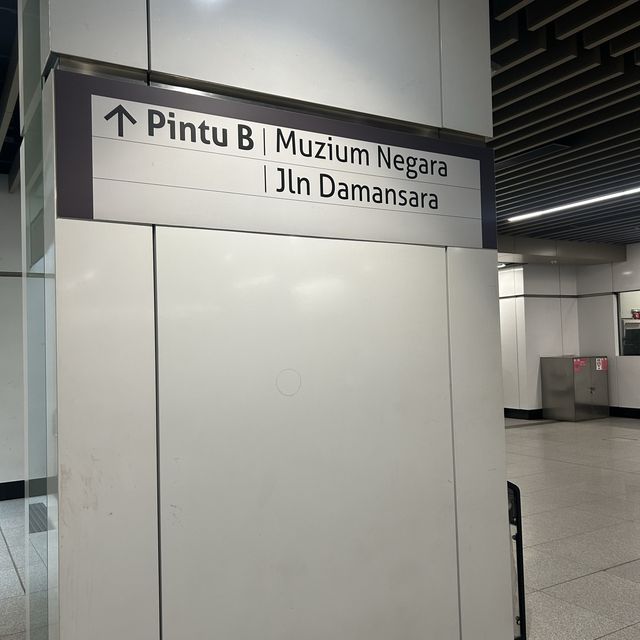 ↑ Pintu B | Muzium Negara
| Jln Damansara